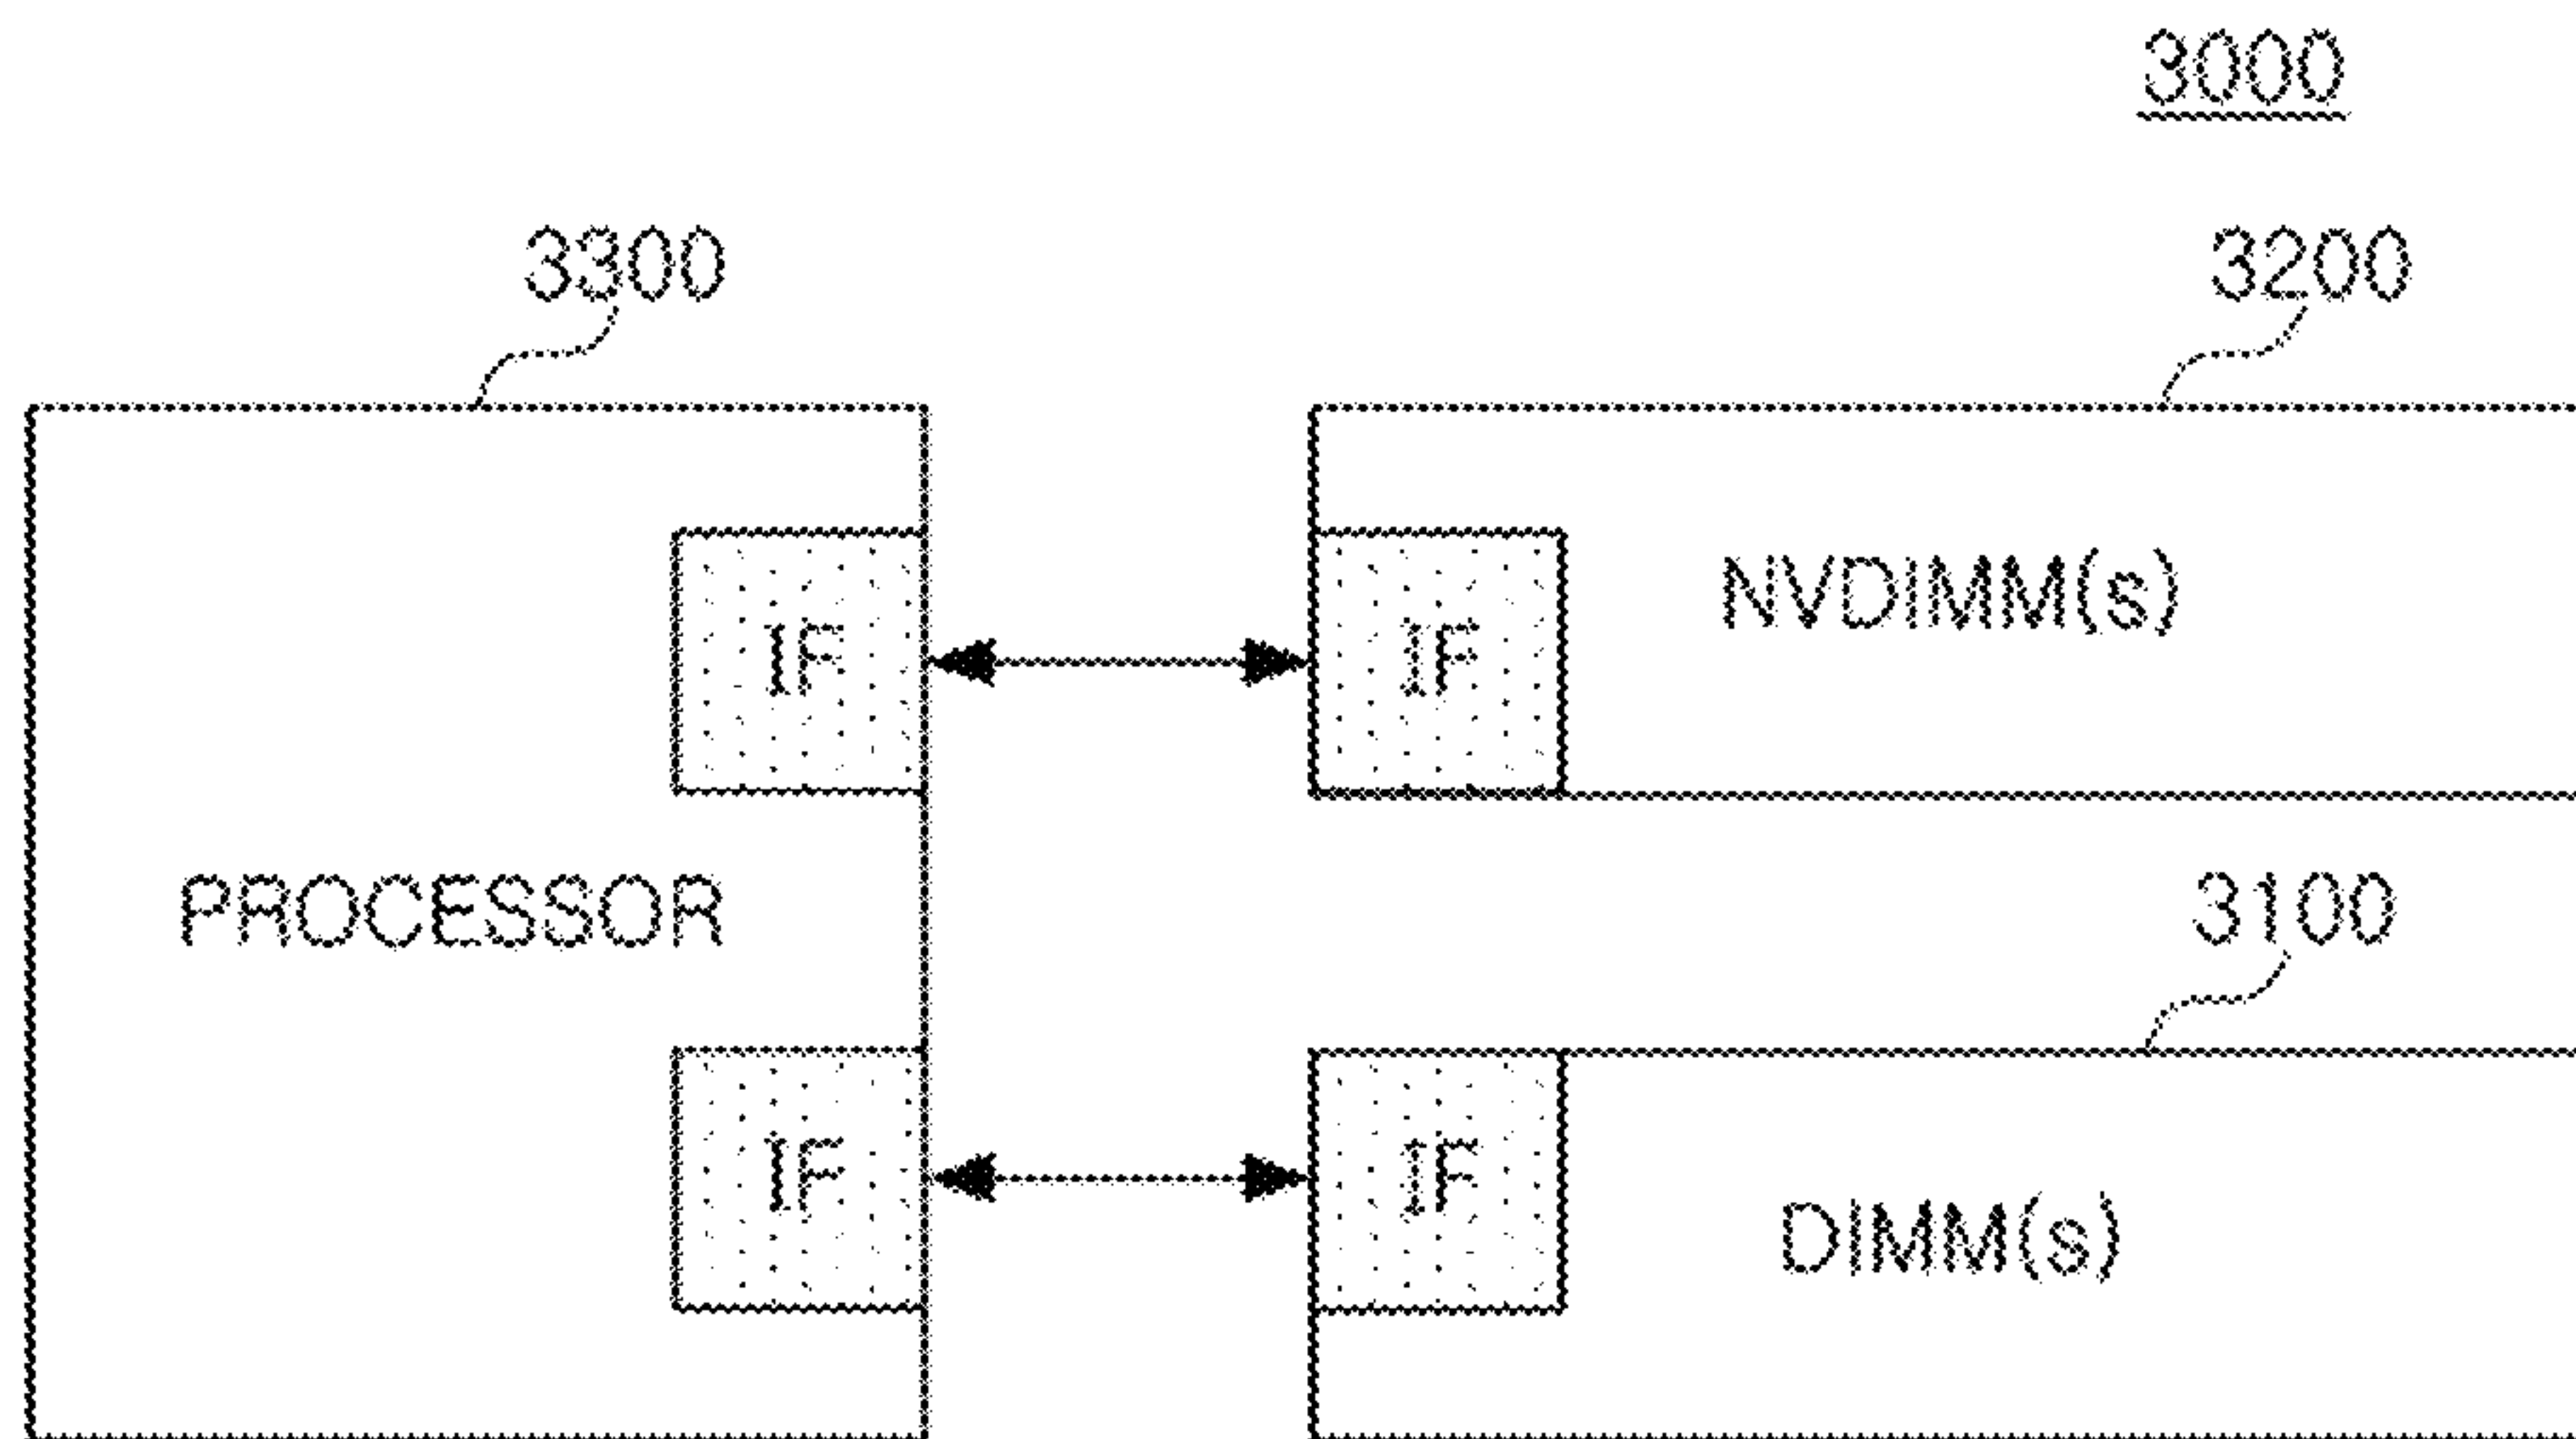 3000
3300
3200
IF
IF
NVDIMM(s)
PROCESSOR
3100
IF
IF
DIMM(s)